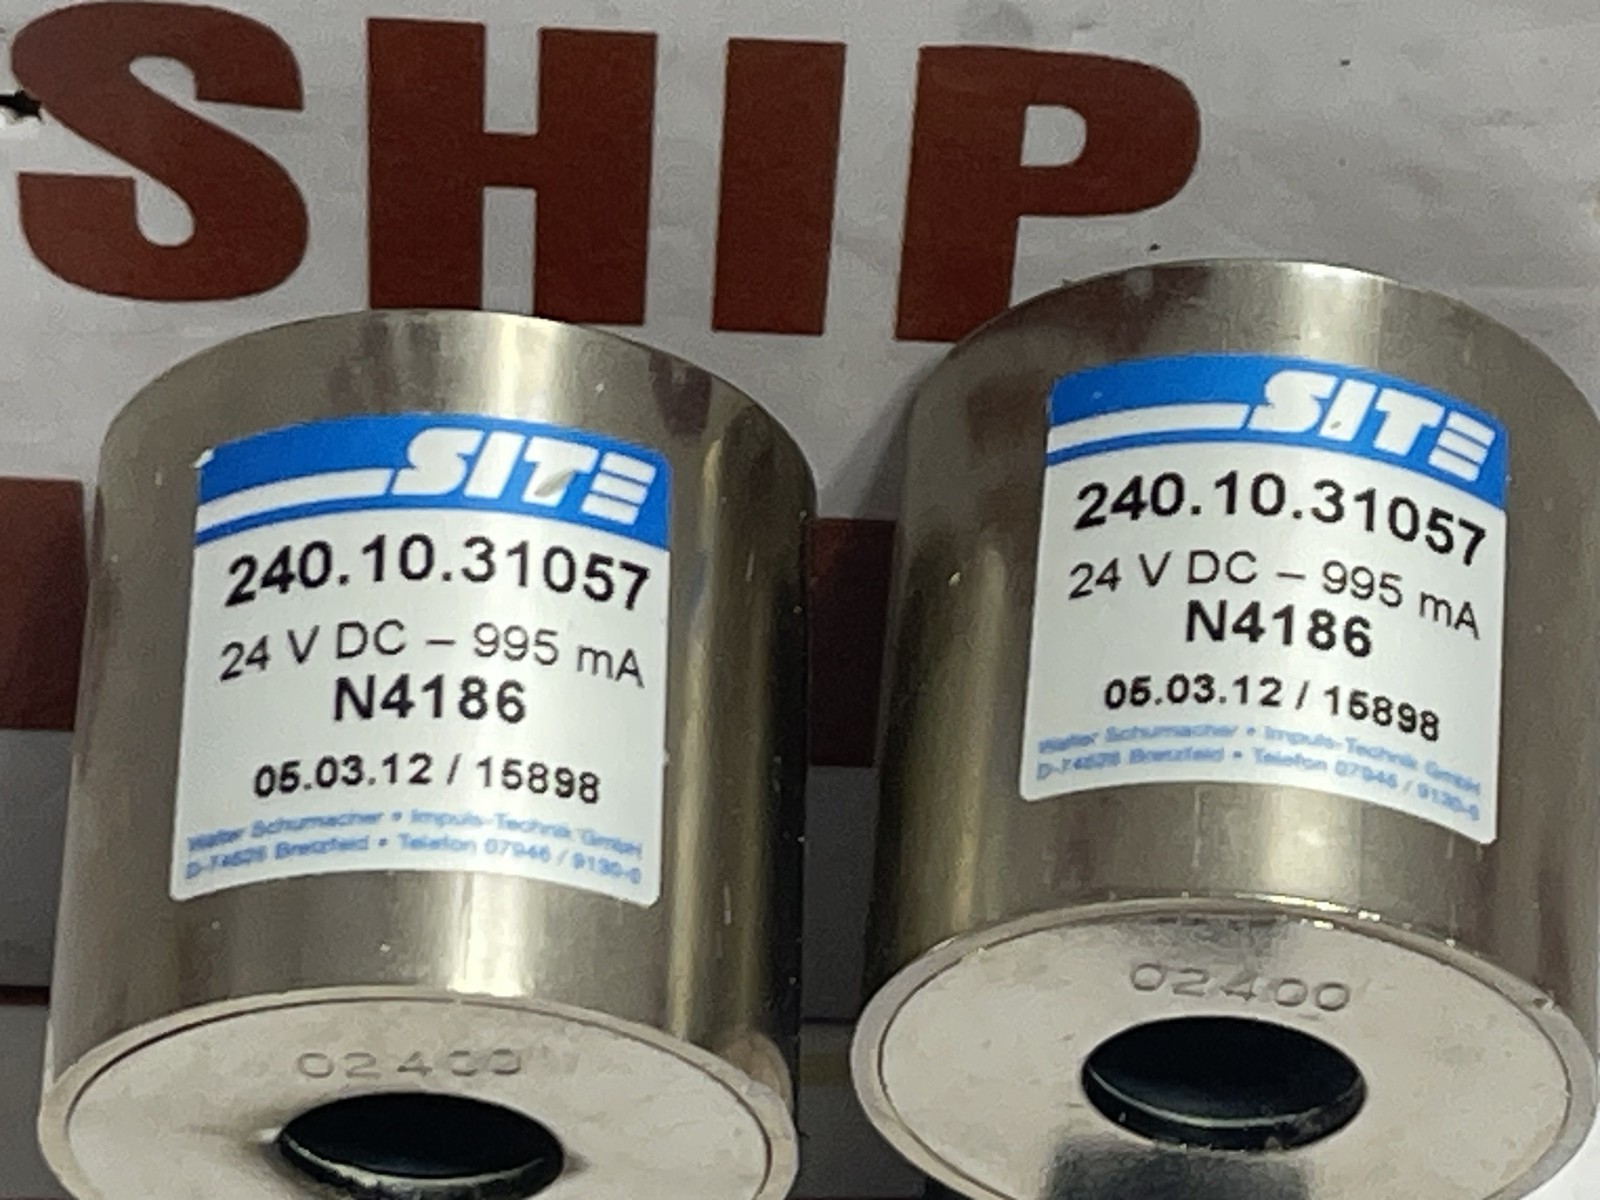 SHIP
SITE
240.10.31057
24 V DC – 995 mA
N4186
05.03.12 / 15898
Walter Schumacher • Impuls-Technik GmbH
D-74626 Bretzfeld • Telefon 07946 / 9130-0
02400
SITE
240.10.31057
24 V DC – 995 mA
N4186
05.03.12 / 15898
Walter Schumacher • Impuls-Technik GmbH
D-74626 Bretzfeld • Telefon 07946 / 9130-0
02400